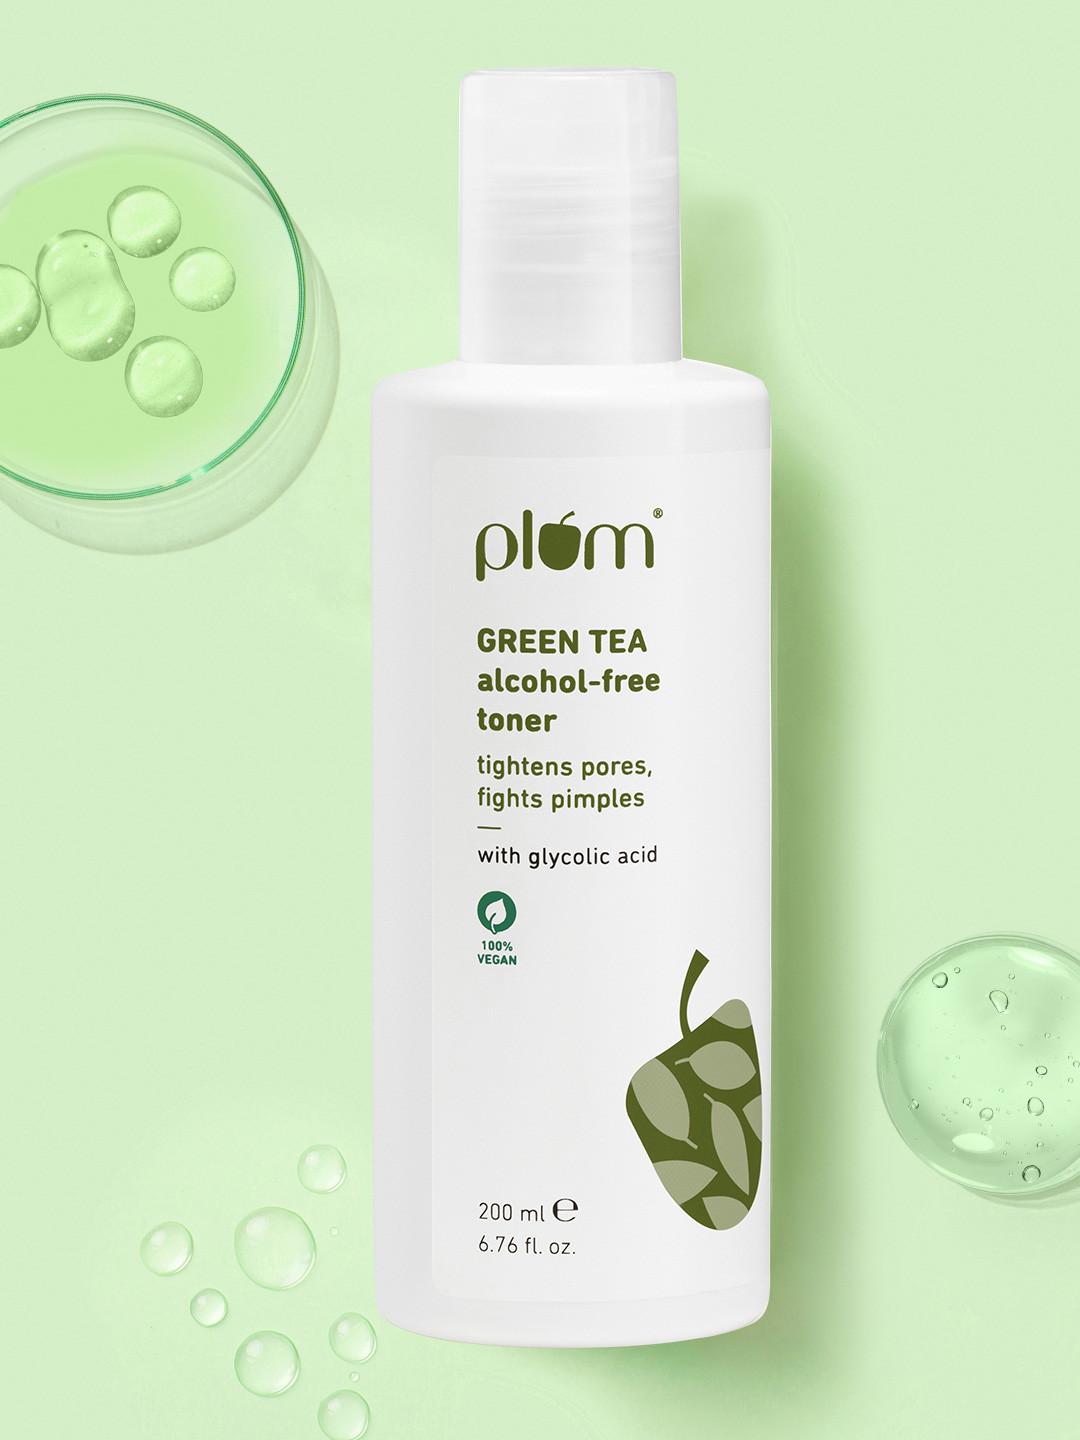 plum®
GREEN TEA
alcohol-free
toner
tightens pores,
fights pimples
with glycolic acid
100%
VEGAN
200 ml ℮
6.76 fl. oz.